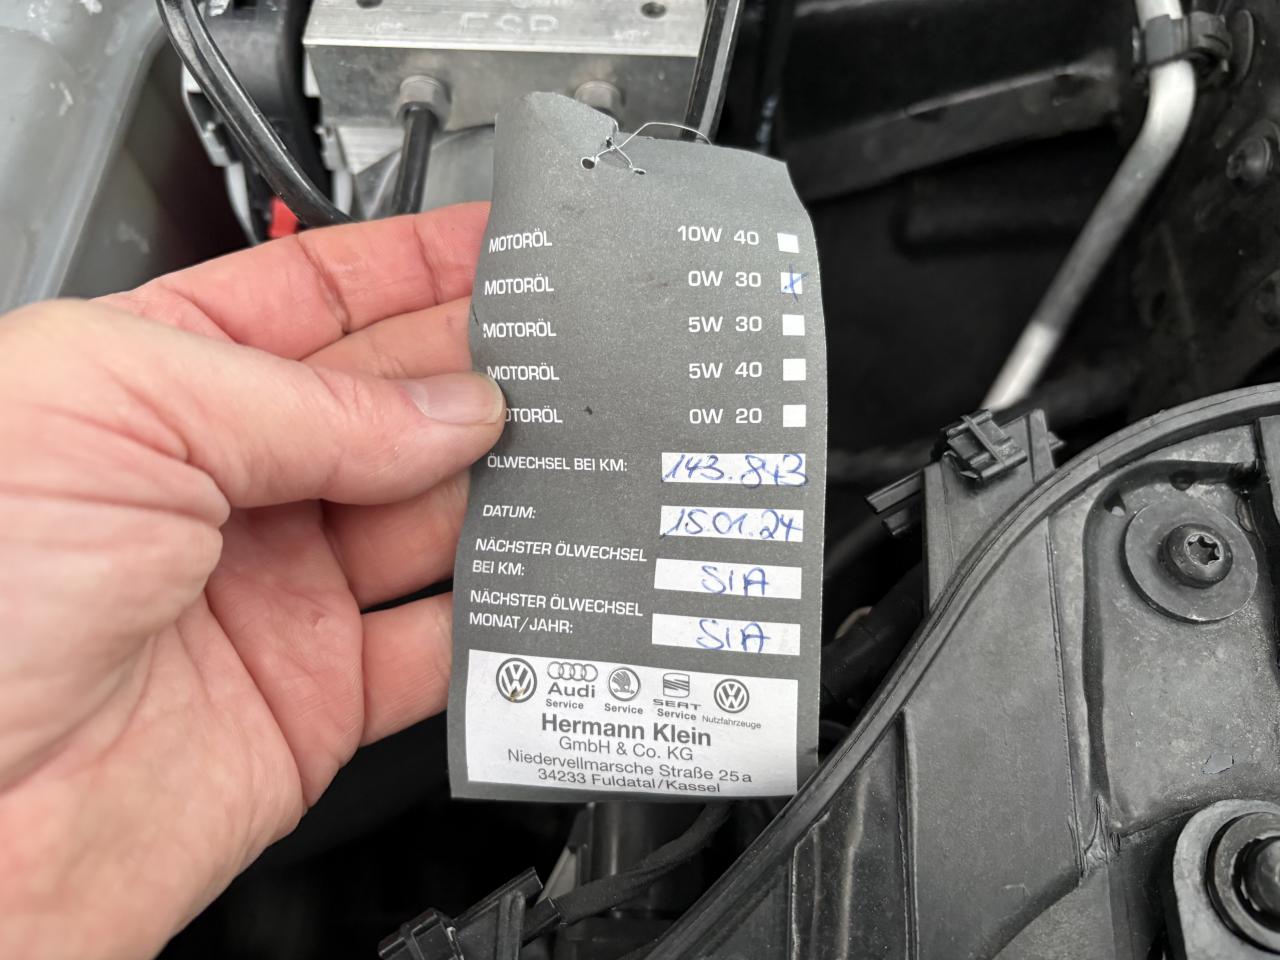 ESP
MOTORÖL 10W 40
MOTORÖL 0W 30 x
MOTORÖL 5W 30
MOTORÖL 5W 40
OTORÖL 0W 20
ÖLWECHSEL BEI KM: 143.843
DATUM: 15.01.24
NÄCHSTER ÖLWECHSEL
BEI KM: SIA
NÄCHSTER ÖLWECHSEL
MONAT/JAHR: SIA
Audi SEAT
Service Service Service Nutzfahrzeuge
Hermann Klein
GmbH & Co. KG
Niedervellmarsche Straße 25 a
34233 Fuldatal/Kassel